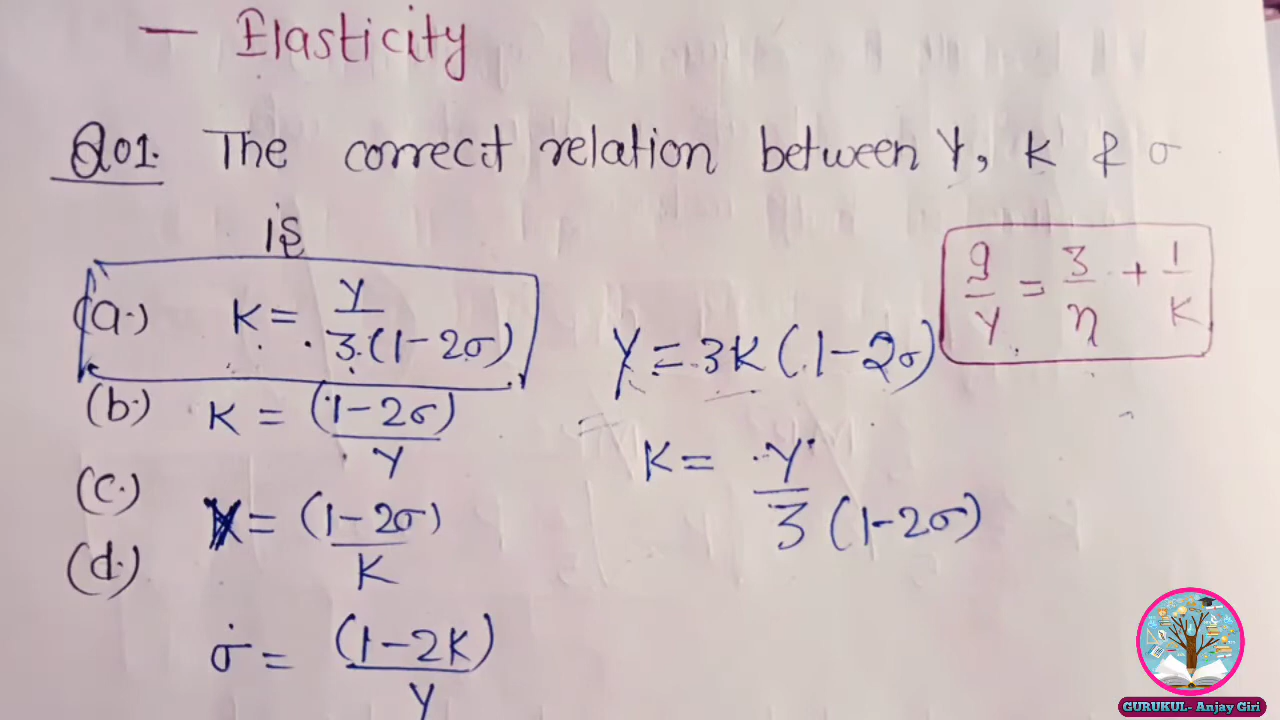 — Elasticity
Q01. The correct relation between Y, K & σ
is
(a.) K = Y / 3(1-2σ)
(b.) K = (1-2σ) / Y
(c.) Y = (1-2σ) / K
(d.) σ = (1-2K) / Y
9/Y = 3/η + 1/K
Y = 3K(1-2σ)
K = Y / 3(1-2σ)
GURUKUL- Anjay Giri